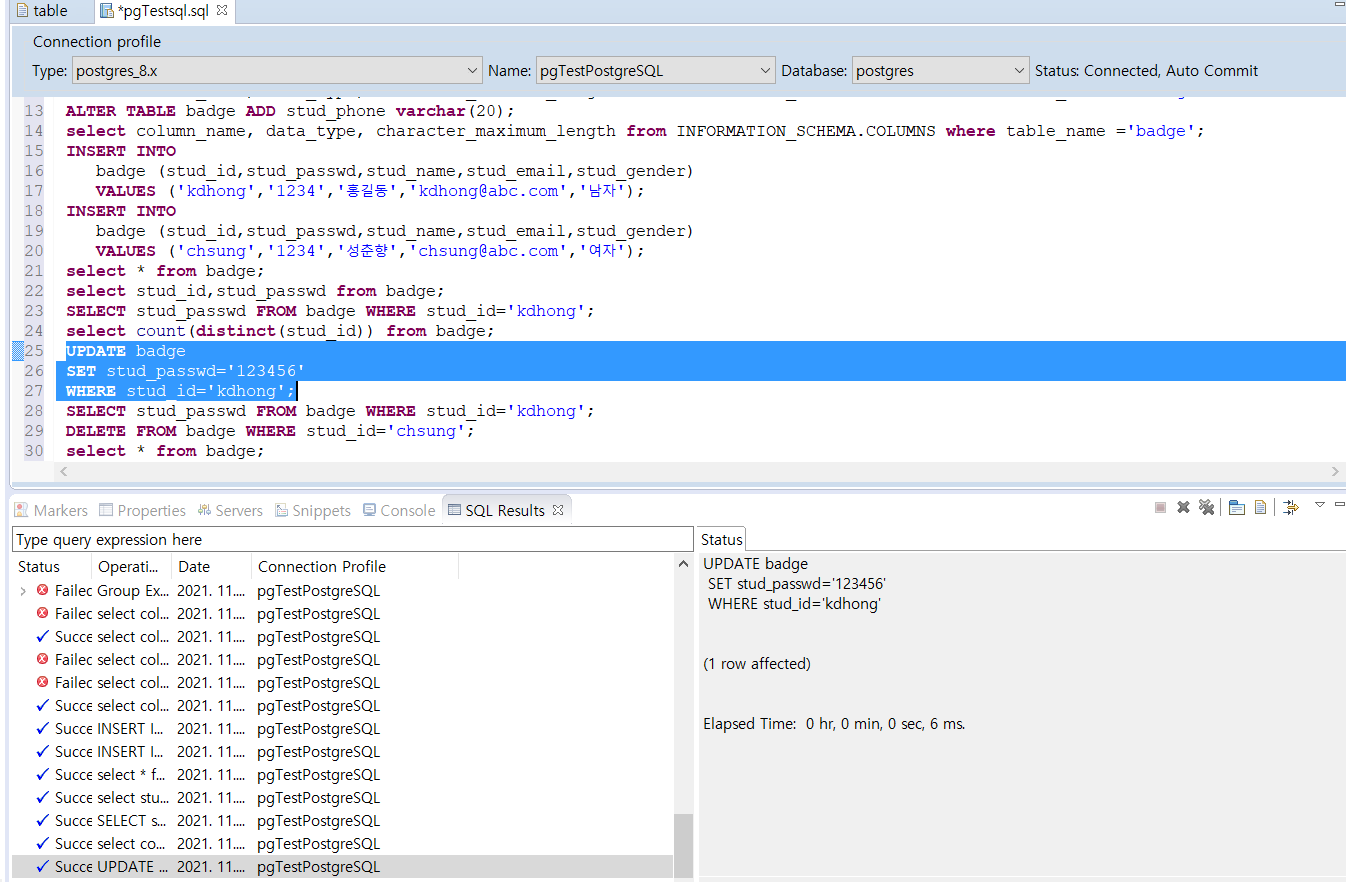 table *pgTestsql.sql
Connection profile
Type: postgres_8.x Name: pgTestPostgreSQL Database: postgres Status: Connected, Auto Commit
13 ALTER TABLE badge ADD stud_phone varchar(20);
14 select column_name, data_type, character_maximum_length from INFORMATION_SCHEMA.COLUMNS where table_name ='badge';
15 INSERT INTO
16 badge (stud_id,stud_passwd,stud_name,stud_email,stud_gender)
17 VALUES ('kdhong','1234','홍길동','kdhong@abc.com','남자');
18 INSERT INTO
19 badge (stud_id,stud_passwd,stud_name,stud_email,stud_gender)
20 VALUES ('chsung','1234','성춘향','chsung@abc.com','여자');
21 select * from badge;
22 select stud_id,stud_passwd from badge;
23 SELECT stud_passwd FROM badge WHERE stud_id='kdhong';
24 select count(distinct(stud_id)) from badge;
25 UPDATE badge
26 SET stud_passwd='123456'
27 WHERE stud_id='kdhong';
28 SELECT stud_passwd FROM badge WHERE stud_id='kdhong';
29 DELETE FROM badge WHERE stud_id='chsung';
30 select * from badge;
Markers Properties Servers Snippets Console SQL Results
Type query expression here
Status Operati... Date Connection Profile
Failec Group Ex... 2021. 11.... pgTestPostgreSQL
Failec select col... 2021. 11.... pgTestPostgreSQL
Succe select col... 2021. 11.... pgTestPostgreSQL
Failec select col... 2021. 11.... pgTestPostgreSQL
Failec select col... 2021. 11.... pgTestPostgreSQL
Succe select col... 2021. 11.... pgTestPostgreSQL
Succe INSERT I... 2021. 11.... pgTestPostgreSQL
Succe INSERT I... 2021. 11.... pgTestPostgreSQL
Succe select * f... 2021. 11.... pgTestPostgreSQL
Succe select stu... 2021. 11.... pgTestPostgreSQL
Succe SELECT s... 2021. 11.... pgTestPostgreSQL
Succe select co... 2021. 11.... pgTestPostgreSQL
Succe UPDATE ... 2021. 11.... pgTestPostgreSQL
Status
UPDATE badge
SET stud_passwd='123456'
WHERE stud_id='kdhong'
(1 row affected)
Elapsed Time: 0 hr, 0 min, 0 sec, 6 ms.